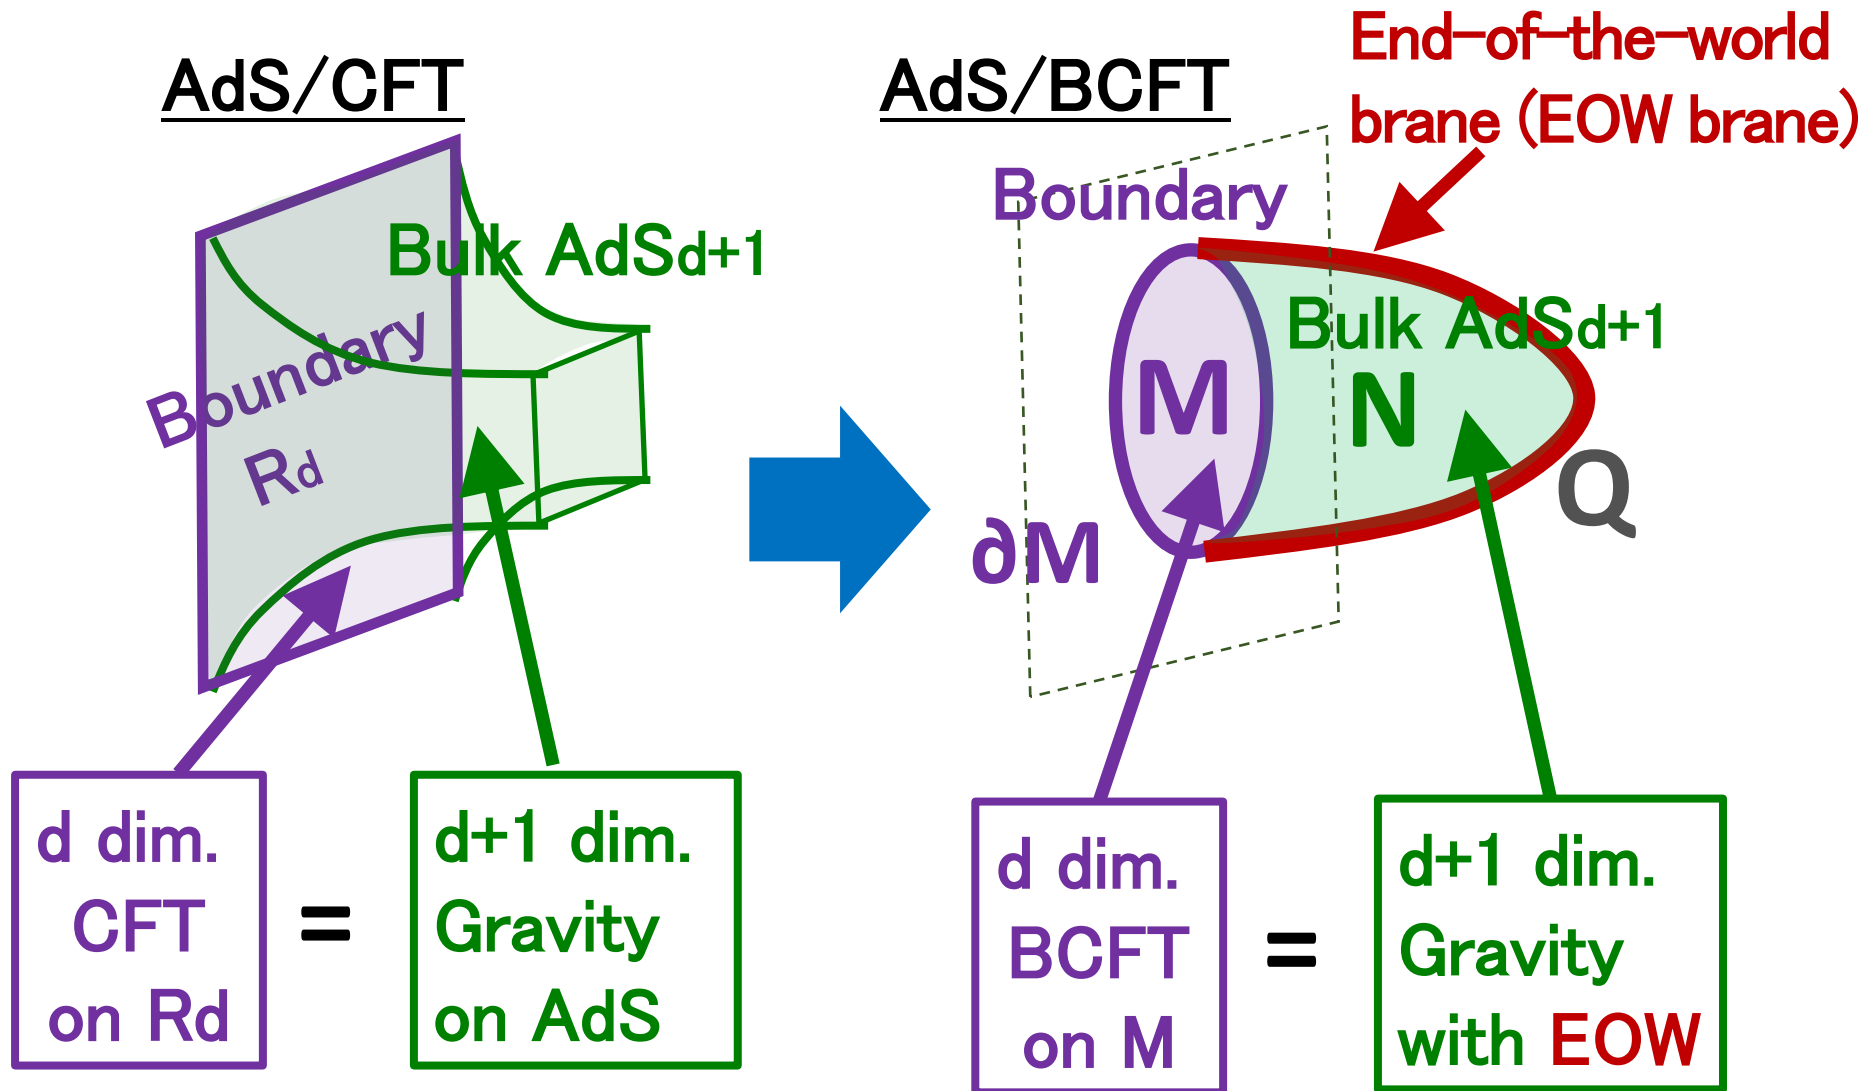 AdS/CFT
Bulk AdSd+1
Boundary
Rd
d dim.
CFT
on Rd
=
d+1 dim.
Gravity
on AdS
AdS/BCFT
End-of-the-world
brane (EOW brane)
Boundary
Bulk AdSd+1
M
N
Q
∂M
d dim.
BCFT
on M
=
d+1 dim.
Gravity
with EOW